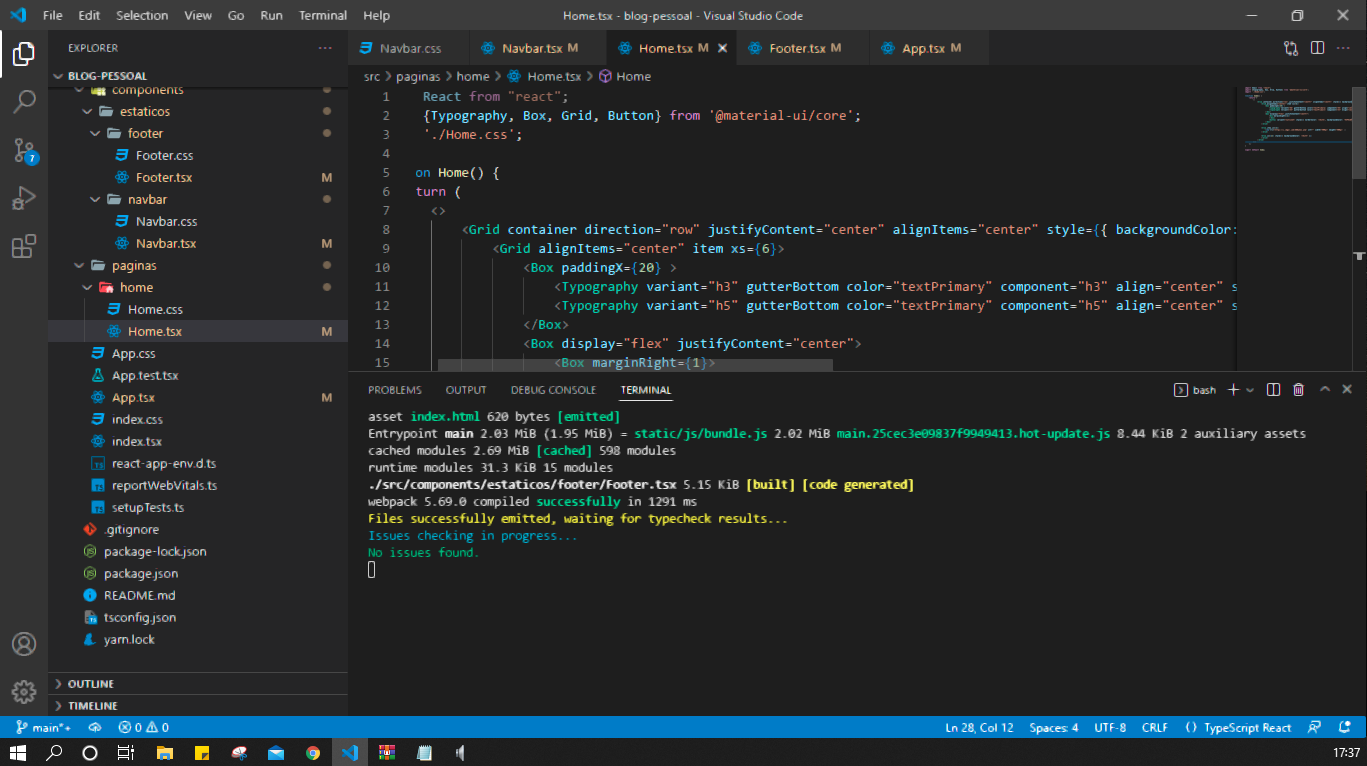 File Edit Selection View Go Run Terminal Help Home.tsx - blog-pessoal - Visual Studio Code
EXPLORER ...
BLOG-PESSOAL
components
estaticos
footer
Footer.css
Footer.tsx M
navbar
Navbar.css
Navbar.tsx M
paginas
home
Home.css
Home.tsx M
App.css
App.test.tsx
App.tsx M
index.css
index.tsx
react-app-env.d.ts
reportWebVitals.ts
setupTests.ts
.gitignore
package-lock.json
package.json
README.md
tsconfig.json
yarn.lock
OUTLINE
TIMELINE
7
Navbar.css Navbar.tsx M Home.tsx M Footer.tsx M App.tsx M
src > paginas > home > Home.tsx > Home
1 React from "react";
2 {Typography, Box, Grid, Button} from '@material-ui/core';
3 './Home.css';
4
5 on Home() {
6 turn (
7 <>
8 <Grid container direction="row" justifyContent="center" alignItems="center" style={{ backgroundColor:
9 <Grid alignItems="center" item xs={6}>
10 <Box paddingX={20} >
11 <Typography variant="h3" gutterBottom color="textPrimary" component="h3" align="center" s
12 <Typography variant="h5" gutterBottom color="textPrimary" component="h5" align="center" s
13 </Box>
14 <Box display="flex" justifyContent="center">
15 <Box marginRight={1}>
PROBLEMS OUTPUT DEBUG CONSOLE TERMINAL bash
asset index.html 620 bytes [emitted]
Entrypoint main 2.03 MiB (1.95 MiB) = static/js/bundle.js 2.02 MiB main.25cec3e09837f9949413.hot-update.js 8.44 KiB 2 auxiliary assets
cached modules 2.69 MiB [cached] 598 modules
runtime modules 31.3 KiB 15 modules
./src/components/estaticos/footer/Footer.tsx 5.15 KiB [built] [code generated]
webpack 5.69.0 compiled successfully in 1291 ms
Files successfully emitted, waiting for typecheck results...
Issues checking in progress...
No issues found.
main*+ 0 0 Ln 28, Col 12 Spaces: 4 UTF-8 CRLF TypeScript React
17:37